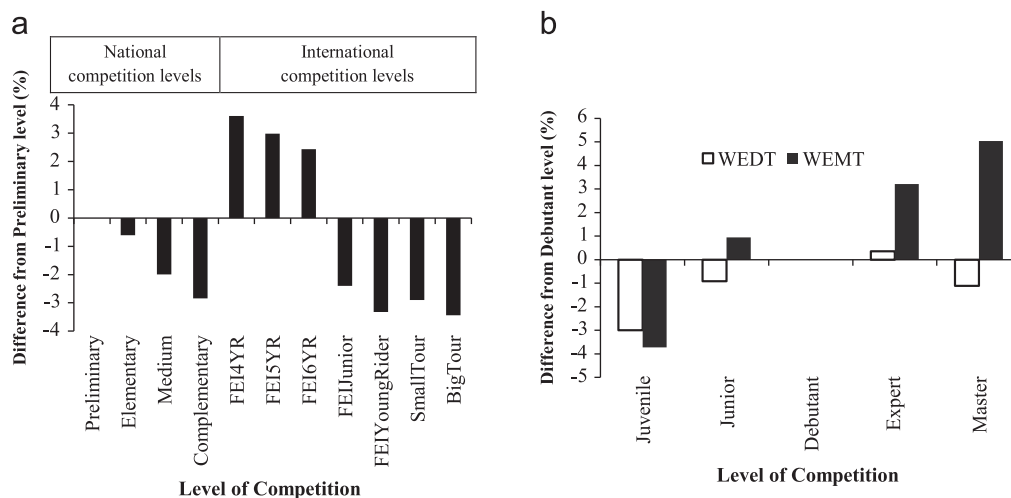 a
National
competition levels
International
competition levels
Difference from Preliminary level (%)
4
3
2
1
0
-1
-2
-3
-4
Preliminary
Elementary
Medium
Complementary
FEI4YR
FEI5YR
FEI6YR
FEIJunior
FEIYoungRider
SmallTour
BigTour
Level of Competition
b
Difference from Debutant level (%)
6
5
4
3
2
1
0
-1
-2
-3
-4
-5
WEDT WEMT
Juvenile
Junior
Debutant
Expert
Master
Level of Competition